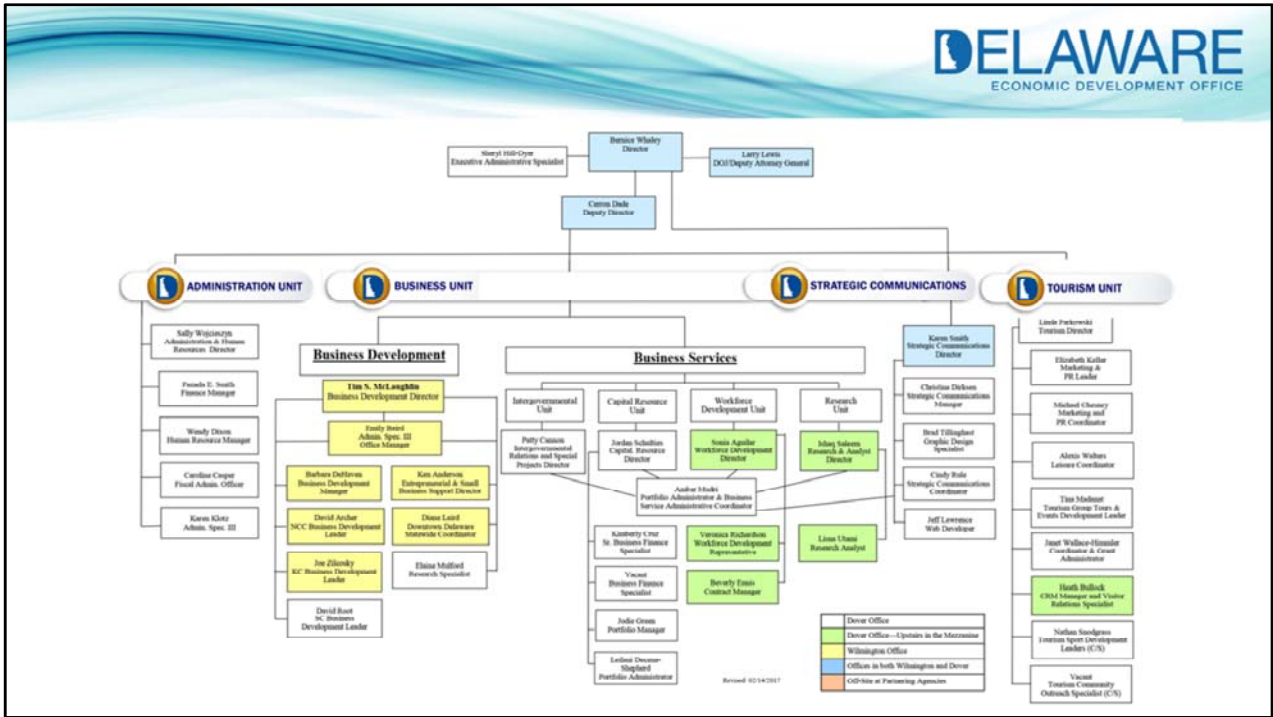 DELAWARE
ECONOMIC DEVELOPMENT OFFICE
Bernice Whaley
Director
Executive Administrative Specialist
Larry Lewis
DOJ/Deputy Attorney General
Deputy Director
ADMINISTRATION UNIT
BUSINESS UNIT
STRATEGIC COMMUNICATIONS
TOURISM UNIT
Sally
Administration & Human
Resources Director
Pamela E. Smith
Finance Manager
Wendy Dixon
Human Resource Manager
Caroline Cooper
Fiscal Admin. Officer
Karen Klotz
Admin. Spec. III
Business Development
Tim S. McLaughlin
Business Development Director
Emily
Admin. Spec. III
Office Manager
Barbara DeHaven
Business Development
Manager
Ken Anderson
Entrepreneurial & Small
Business Support Director
David Archer
NCC Business Development
Leader
Diane Laird
Downtown Delaware
Statewide Coordinator
Joe Zilcosky
KC Business Development
Leader
Elaine Mulford
Research Specialist
David Root
SC Business
Development Leader
Business Services
Intergovernmental
Unit
Capital Resource
Unit
Workforce
Development Unit
Research
Unit
Patty Cannon
Intergovernmental
Relations and Special
Projects Director
Jordan Schulties
Capital Resource
Director
Sonia Aguilar
Workforce Development
Director
Saleem
Research & Analyst
Director
Portfolio Administrator & Business
Service Administrative Coordinator
Kimberly Cruz
Sr. Business Finance
Specialist
Vacant
Business Finance
Specialist
Jodie Green
Portfolio Manager
Shepherd
Portfolio Administrator
Veronica Richardson
Workforce Development
Representative
Beverly Ennis
Contract Manager
Research Analyst
Karen Smith
Strategic Communications
Director
Christina Dirksen
Strategic Communications
Manager
Brad Tillinghast
Graphic Design
Specialist
Cindy
Strategic Communications
Coordinator
Jeff Lawrence
Web Developer
Linda Parkowski
Tourism Director
Elizabeth Keller
Marketing &
PR Leader
Michael Chesney
Marketing and
PR Coordinator
Alexis Walters
Leisure Coordinator
Tina Madanat
Tourism Group Tours &
Events Development Leader
Janet Wallace-Himmler
Coordinator & Grant
Administrator
Heath Bullock
CRM Manager and Visitor
Relations Specialist
Nathan Snodgrass
Tourism Sport Development
Leaders (C/S)
Vacant
Tourism Community
Outreach Specialist (C/S)
Revised: 02/14/2017
Dover Office
Dover Office—Upstairs in the Mezzanine
Wilmington Office
Offices in both Wilmington and Dover
Off-Site at Partnering Agencies